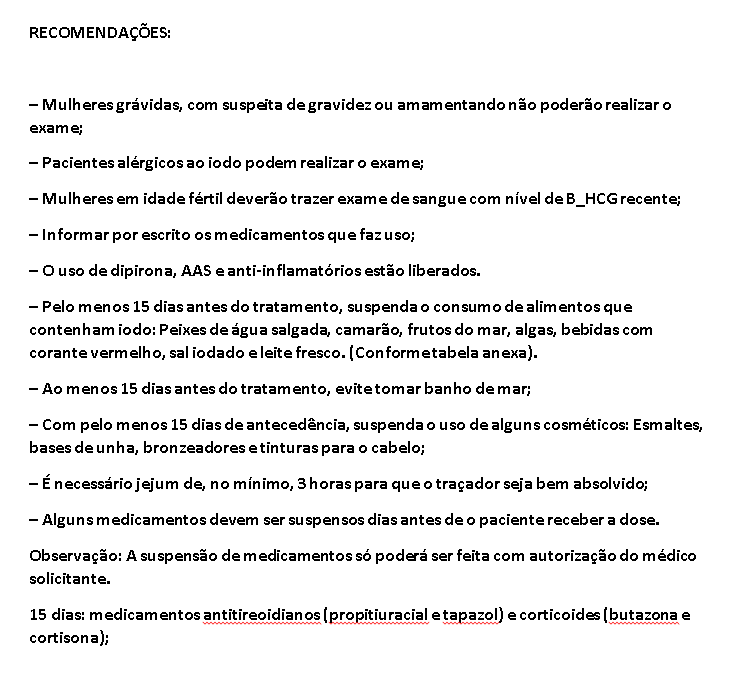 RECOMENDAÇÕES:
– Mulheres grávidas, com suspeita de gravidez ou amamentando não poderão realizar o
exame;
– Pacientes alérgicos ao iodo podem realizar o exame;
– Mulheres em idade fértil deverão trazer exame de sangue com nível de B_HCG recente;
– Informar por escrito os medicamentos que faz uso;
– O uso de dipirona, AAS e anti-inflamatórios estão liberados.
– Pelo menos 15 dias antes do tratamento, suspenda o consumo de alimentos que
contenham iodo: Peixes de água salgada, camarão, frutos do mar, algas, bebidas com
corante vermelho, sal iodado e leite fresco. (Conforme tabela anexa).
– Ao menos 15 dias antes do tratamento, evite tomar banho de mar;
– Com pelo menos 15 dias de antecedência, suspenda o uso de alguns cosméticos: Esmaltes,
bases de unha, bronzeadores e tinturas para o cabelo;
– É necessário jejum de, no mínimo, 3 horas para que o traçador seja bem absolvido;
– Alguns medicamentos devem ser suspensos dias antes de o paciente receber a dose.
Observação: A suspensão de medicamentos só poderá ser feita com autorização do médico
solicitante.
15 dias: medicamentos antitireoidianos (propitiuracial e tapazol) e corticoides (butazona e
cortisona);